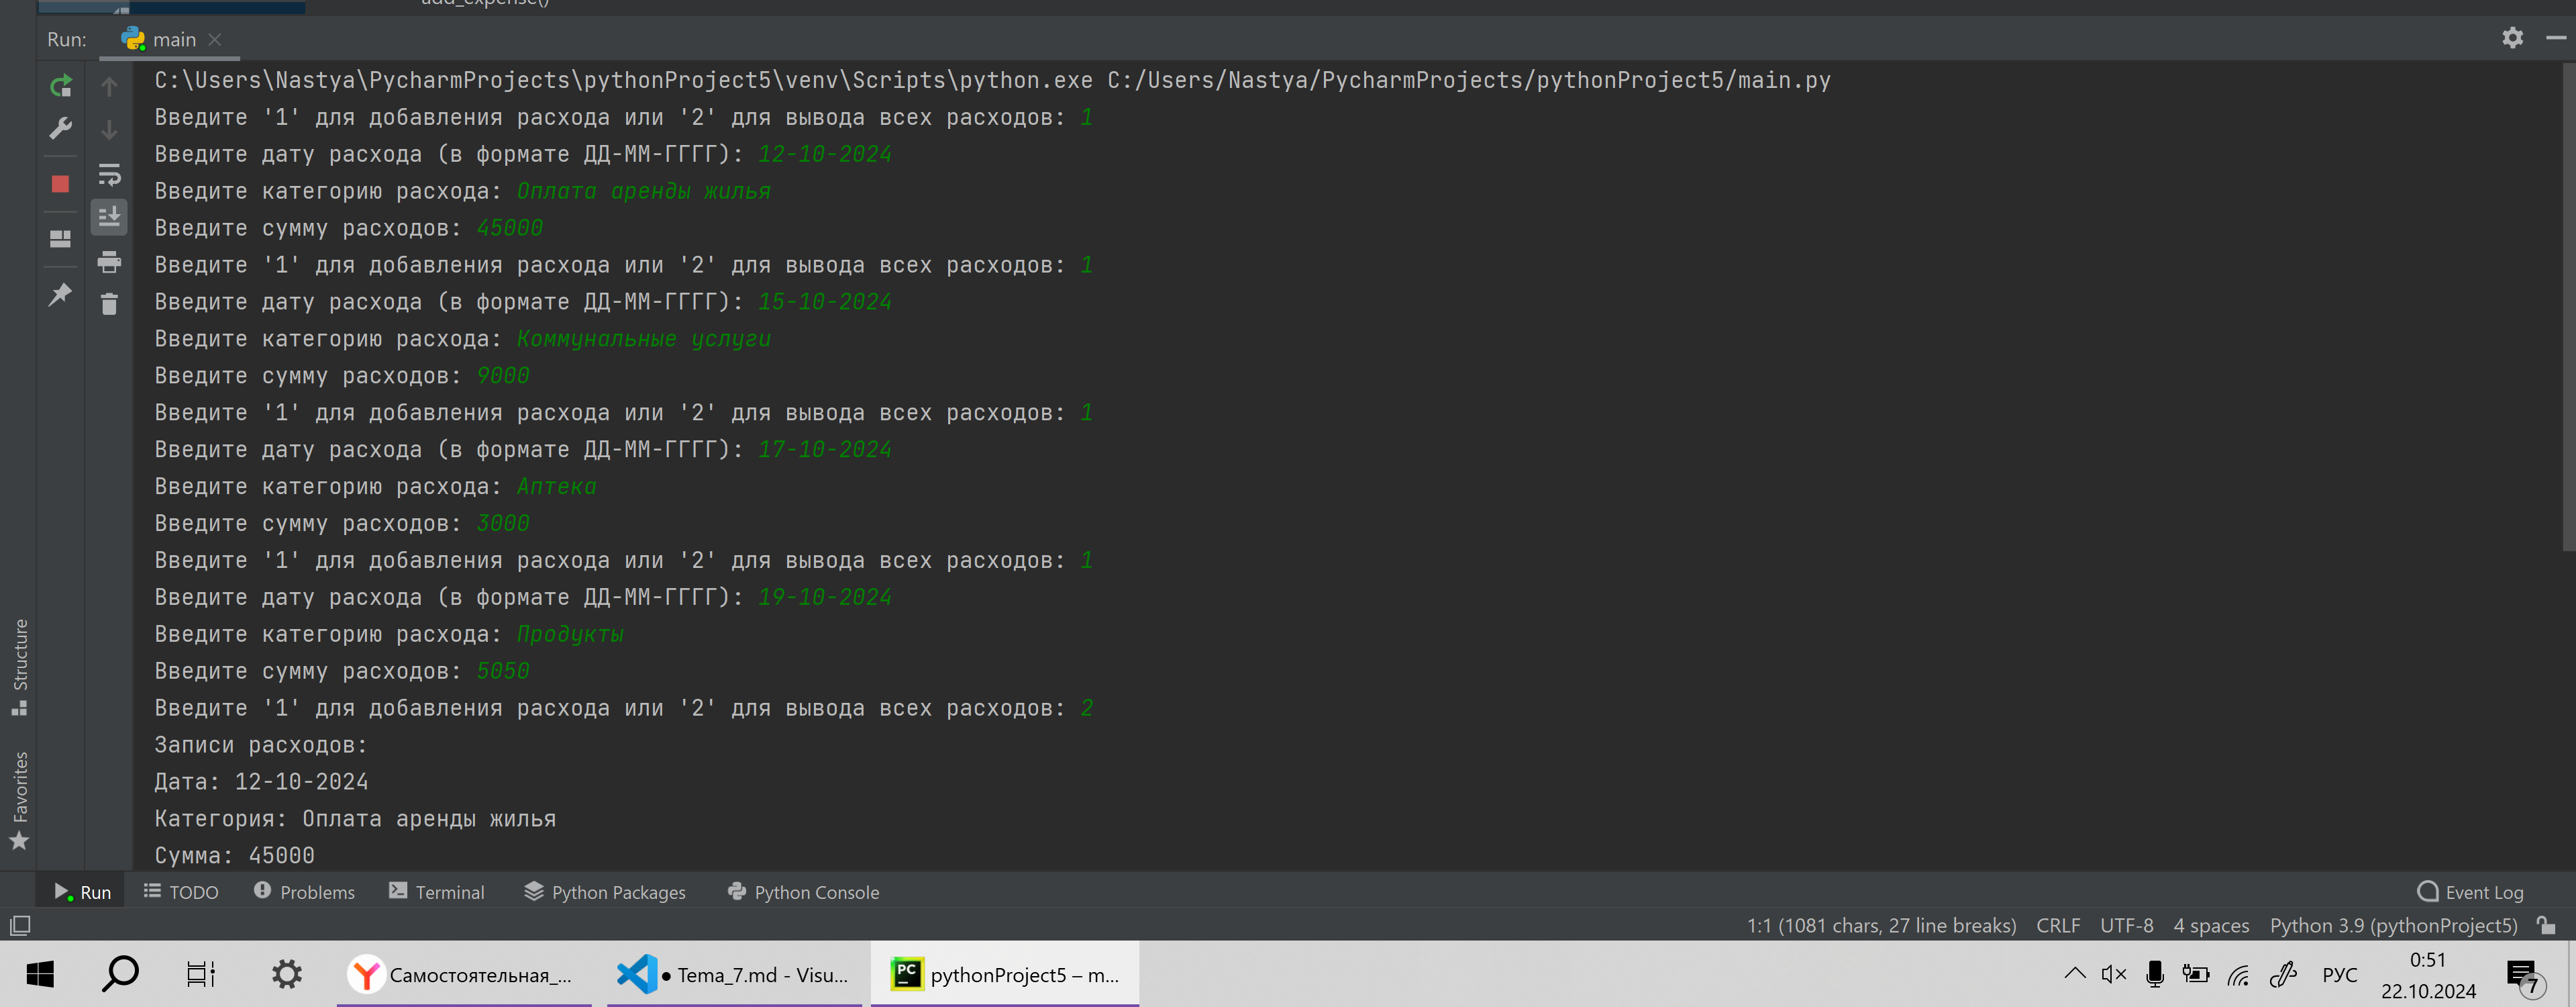 add_expense()
Run: main
C:\Users\Nastya\PycharmProjects\pythonProject5\venv\Scripts\python.exe C:/Users/Nastya/PycharmProjects/pythonProject5/main.py
Введите '1' для добавления расхода или '2' для вывода всех расходов: 1
Введите дату расхода (в формате ДД-ММ-ГГГГ): 12-10-2024
Введите категорию расхода: Оплата аренды жилья
Введите сумму расходов: 45000
Введите '1' для добавления расхода или '2' для вывода всех расходов: 1
Введите дату расхода (в формате ДД-ММ-ГГГГ): 15-10-2024
Введите категорию расхода: Коммунальные услуги
Введите сумму расходов: 9000
Введите '1' для добавления расхода или '2' для вывода всех расходов: 1
Введите дату расхода (в формате ДД-ММ-ГГГГ): 17-10-2024
Введите категорию расхода: Аптека
Введите сумму расходов: 3000
Введите '1' для добавления расхода или '2' для вывода всех расходов: 1
Введите дату расхода (в формате ДД-ММ-ГГГГ): 19-10-2024
Введите категорию расхода: Продукты
Введите сумму расходов: 5050
Введите '1' для добавления расхода или '2' для вывода всех расходов: 2
Записи расходов:
Дата: 12-10-2024
Категория: Оплата аренды жилья
Сумма: 45000
Structure
Favorites
Run TODO Problems Terminal Python Packages Python Console Event Log
1:1 (1081 chars, 27 line breaks) CRLF UTF-8 4 spaces Python 3.9 (pythonProject5)
Самостоятельная_... ● Tema_7.md - Visu... pythonProject5 – m... РУС 0:51
22.10.2024 7